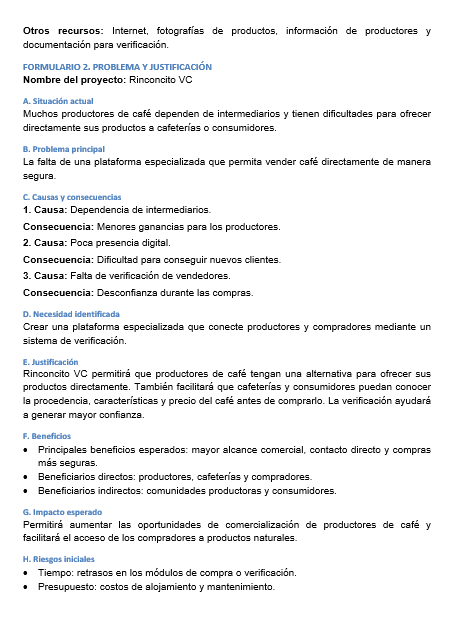 Otros recursos: Internet, fotografías de productos, información de productores y
documentación para verificación.
FORMULARIO 2. PROBLEMA Y JUSTIFICACIÓN
Nombre del proyecto: Rinconcito VC
A. Situación actual
Muchos productores de café dependen de intermediarios y tienen dificultades para ofrecer
directamente sus productos a cafeterías o consumidores.
B. Problema principal
La falta de una plataforma especializada que permita vender café directamente de manera
segura.
C. Causas y consecuencias
1. Causa: Dependencia de intermediarios.
Consecuencia: Menores ganancias para los productores.
2. Causa: Poca presencia digital.
Consecuencia: Dificultad para conseguir nuevos clientes.
3. Causa: Falta de verificación de vendedores.
Consecuencia: Desconfianza durante las compras.
D. Necesidad identificada
Crear una plataforma especializada que conecte productores y compradores mediante un
sistema de verificación.
E. Justificación
Rinconcito VC permitirá que productores de café tengan una alternativa para ofrecer sus
productos directamente. También facilitará que cafeterías y consumidores puedan conocer
la procedencia, características y precio del café antes de comprarlo. La verificación ayudará
a generar mayor confianza.
F. Beneficios
• Principales beneficios esperados: mayor alcance comercial, contacto directo y compras
más seguras.
• Beneficiarios directos: productores, cafeterías y compradores.
• Beneficiarios indirectos: comunidades productoras y consumidores.
G. Impacto esperado
Permitirá aumentar las oportunidades de comercialización de productores de café y
facilitará el acceso de los compradores a productos naturales.
H. Riesgos iniciales
• Tiempo: retrasos en los módulos de compra o verificación.
• Presupuesto: costos de alojamiento y mantenimiento.